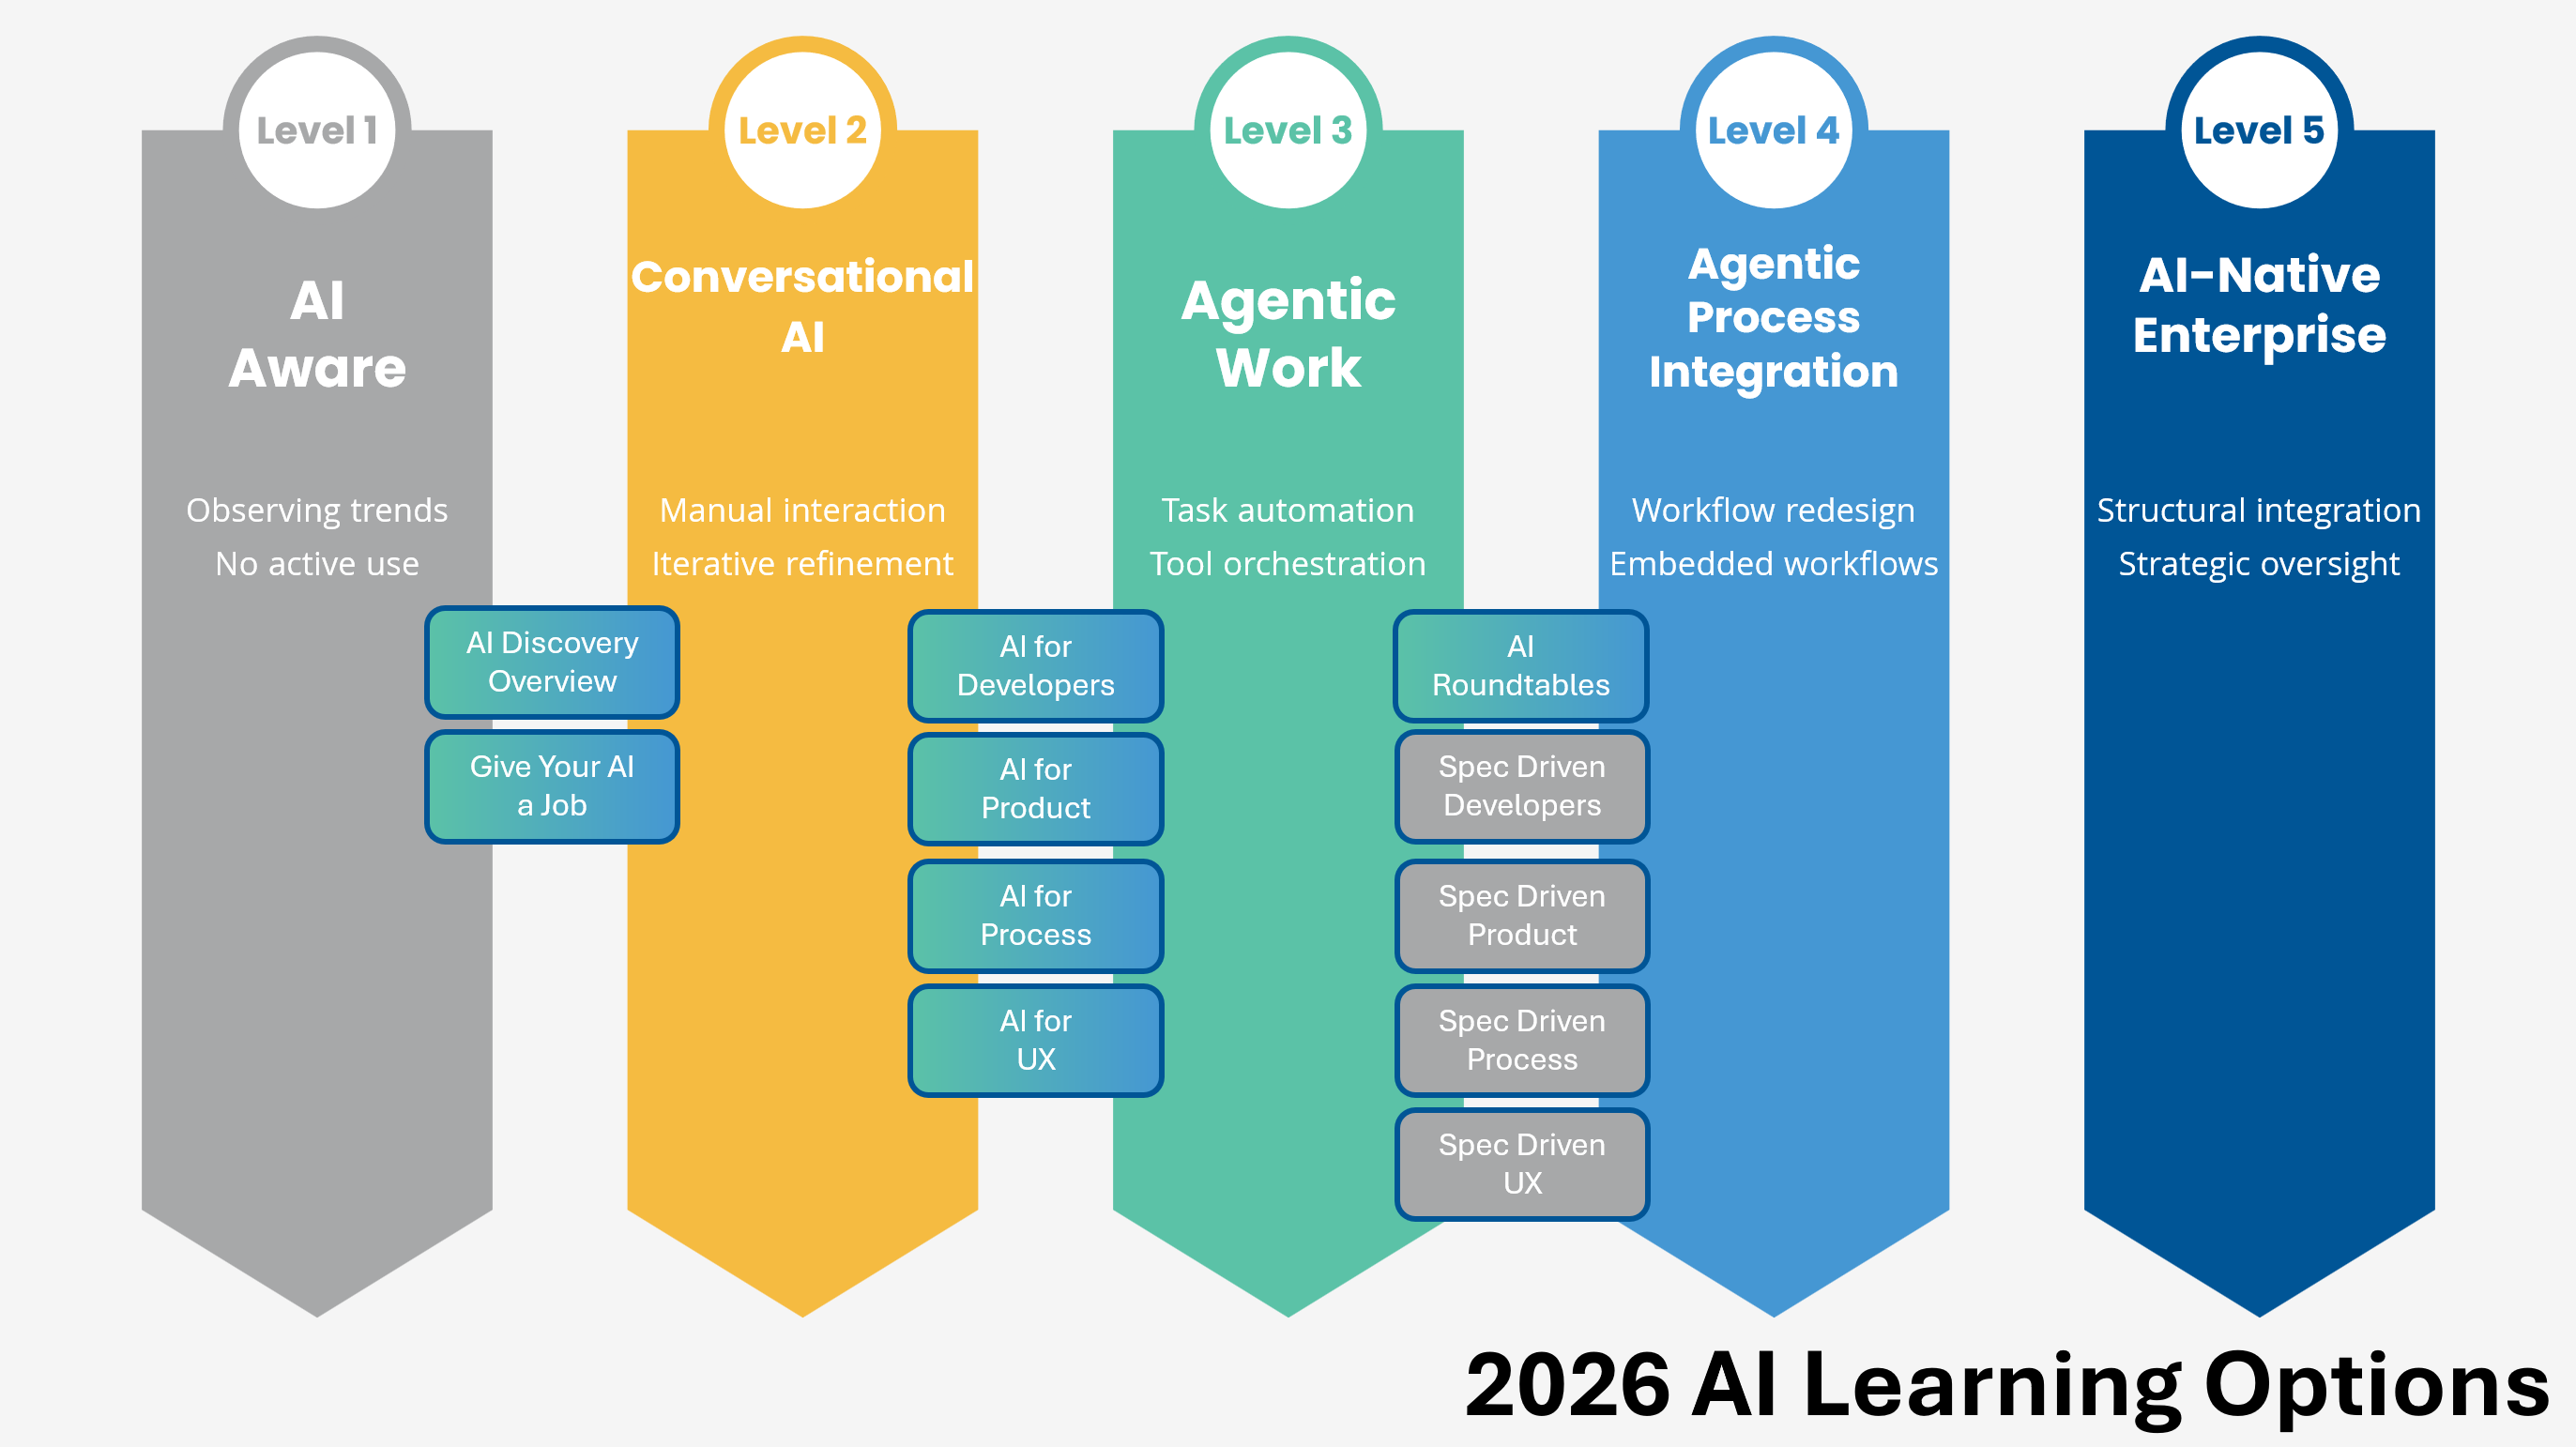 Level 1
AI
Aware
Observing trends
No active use
Level 2
Conversational
AI
Manual interaction
Iterative refinement
Level 3
Agentic
Work
Task automation
Tool orchestration
Level 4
Agentic
Process
Integration
Workflow redesign
Embedded workflows
Level 5
AI-Native
Enterprise
Structural integration
Strategic oversight
AI Discovery
Overview
Give Your AI
a Job
AI for
Developers
AI for
Product
AI for
Process
AI for
UX
AI
Roundtables
Spec Driven
Developers
Spec Driven
Product
Spec Driven
Process
Spec Driven
UX
2026 AI Learning Options